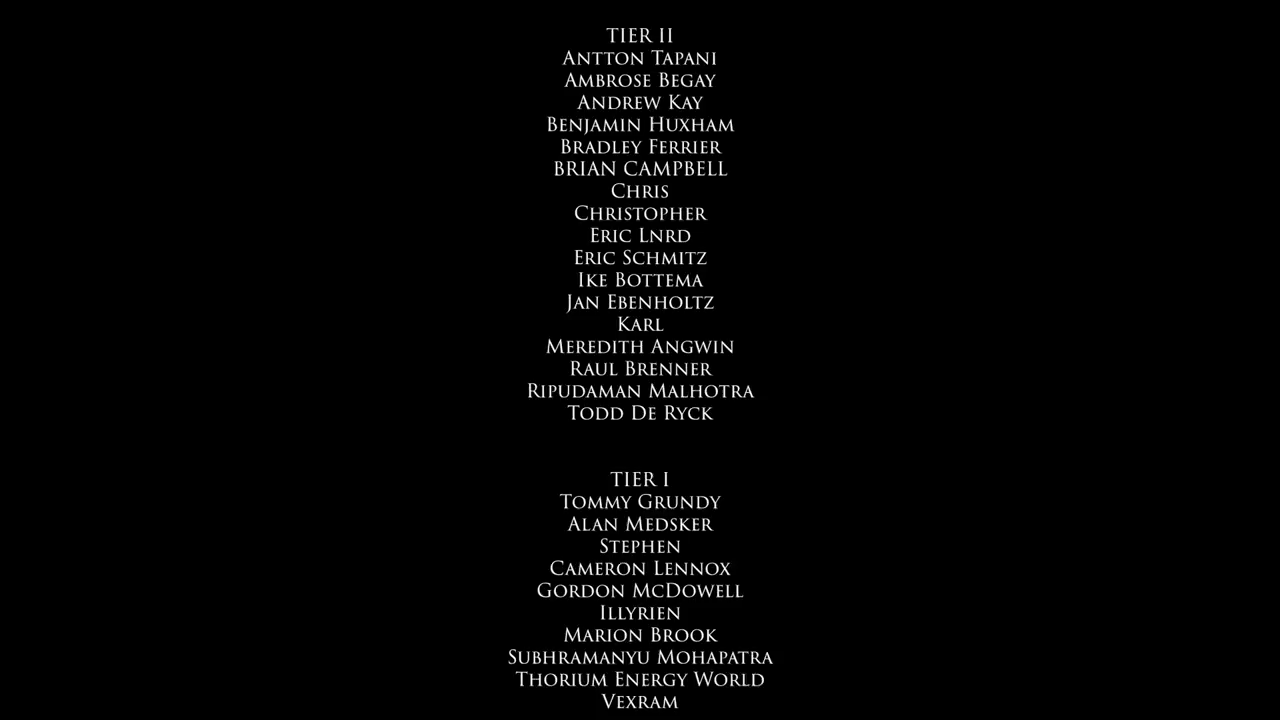 TIER II
Antton Tapani
Ambrose Begay
Andrew Kay
Benjamin Huxham
Bradley Ferrier
BRIAN CAMPBELL
Chris
Christopher
Eric Lnrd
Eric Schmitz
Ike Bottema
Jan Ebenholtz
Karl
Meredith Angwin
Raul Brenner
Ripudaman Malhotra
Todd De Ryck
TIER I
Tommy Grundy
Alan Medsker
Stephen
Cameron Lennox
Gordon McDowell
Illyrien
Marion Brook
Subhramanyu Mohapatra
Thorium Energy World
Vexram